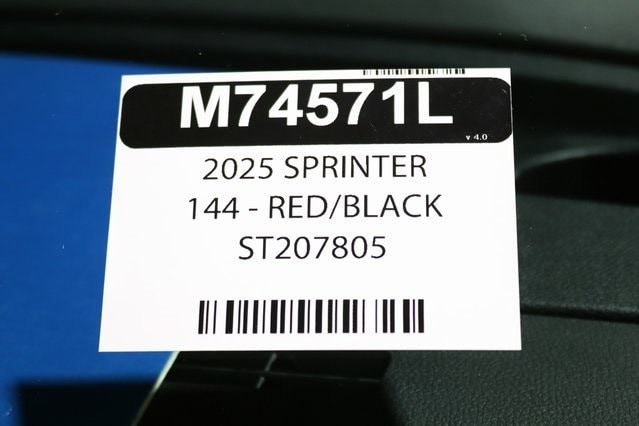 M74571L
v 4.0
2025 SPRINTER
144 - RED/BLACK
ST207805